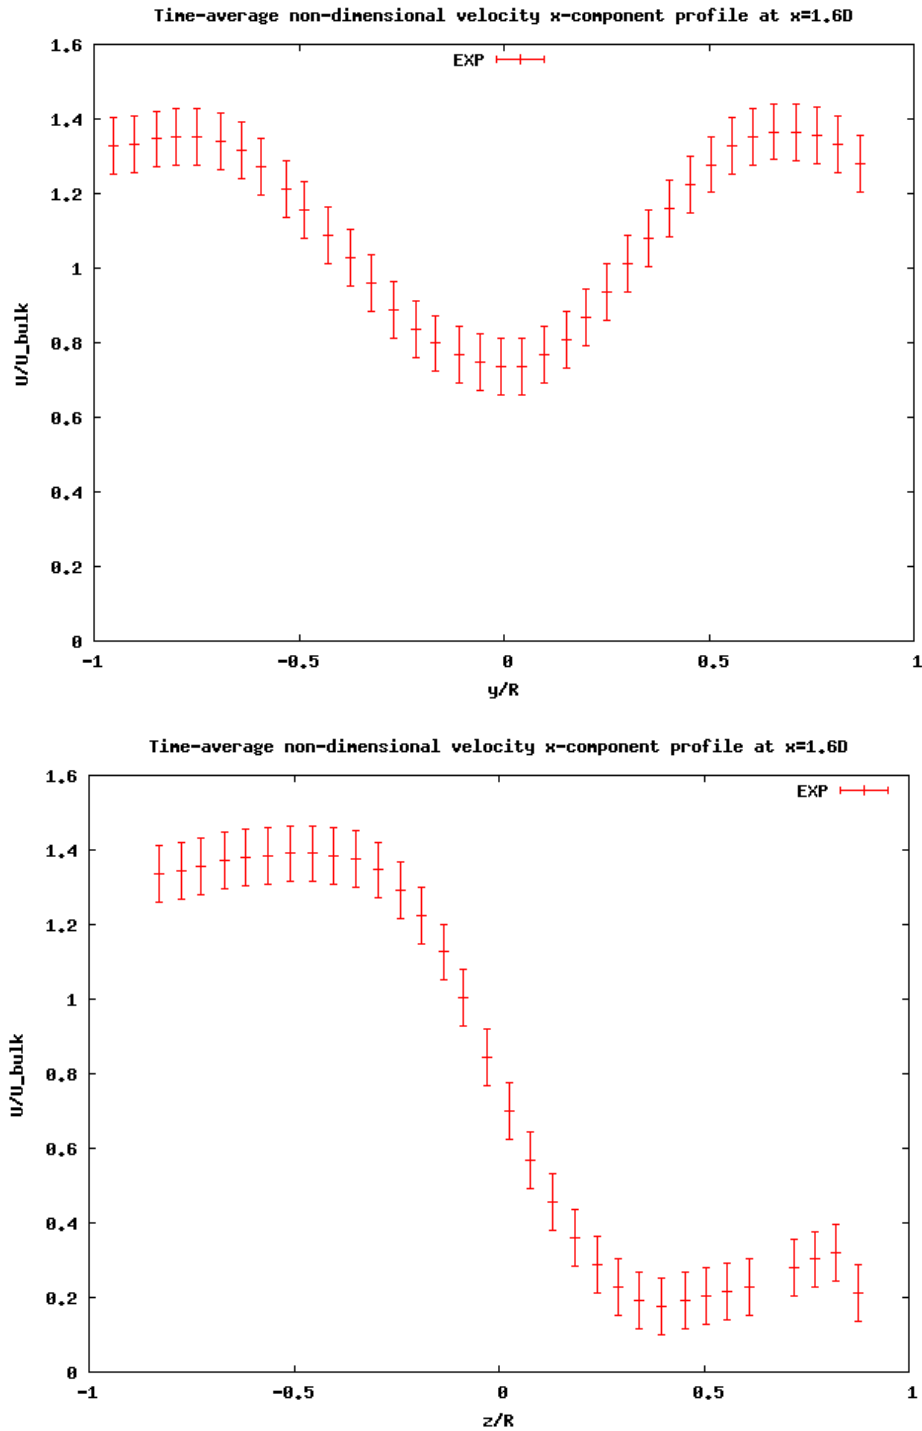 Time-average non-dimensional velocity x-component profile at x=1.6D
1.6
EXP
1.4
1.2
1
0.8
0.6
0.4
0.2
0
U/U_bulk
-1 -0.5 0 0.5 1
y/R
Time-average non-dimensional velocity x-component profile at x=1.6D
1.6
EXP
1.4
1.2
1
0.8
0.6
0.4
0.2
0
U/U_bulk
-1 -0.5 0 0.5 1
z/R